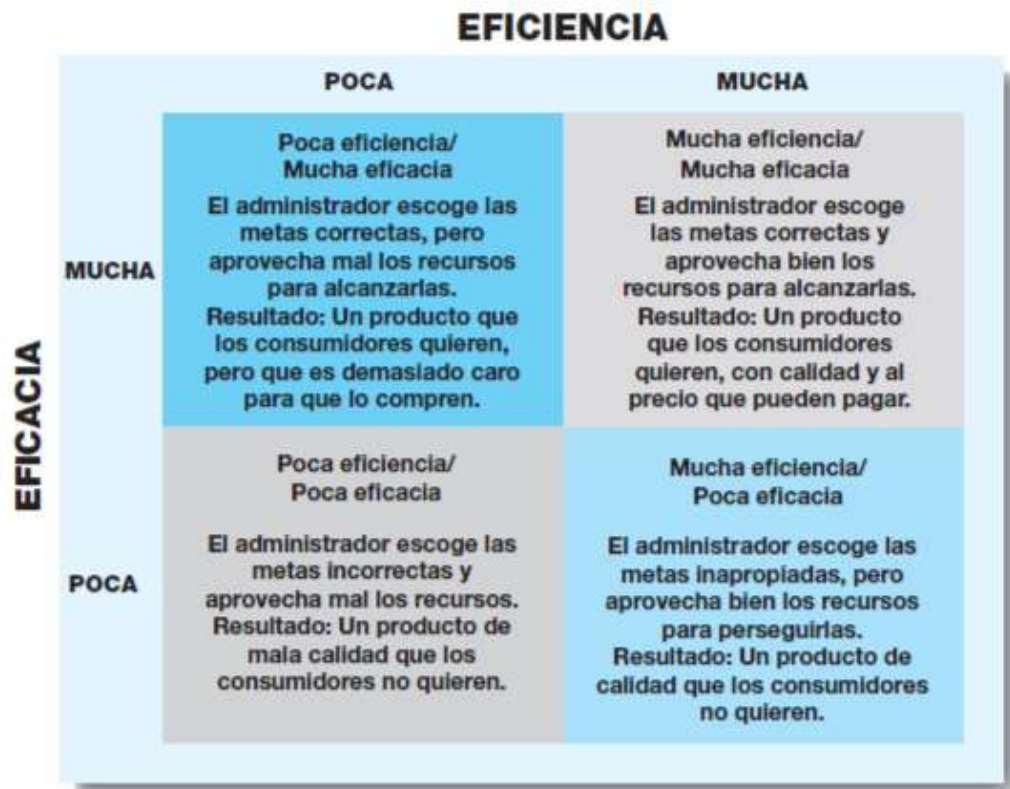 EFICIENCIA
POCA
MUCHA
EFICACIA
MUCHA
Poca eficiencia/
Mucha eficacia
El administrador escoge las
metas correctas, pero
aprovecha mal los recursos
para alcanzarlas.
Resultado: Un producto que
los consumidores quieren,
pero que es demasiado caro
para que lo compren.
Mucha eficiencia/
Mucha eficacia
El administrador escoge
las metas correctas y
aprovecha bien los
recursos para alcanzarlas.
Resultado: Un producto
que los consumidores
quieren, con calidad y al
precio que pueden pagar.
POCA
Poca eficiencia/
Poca eficacia
El administrador escoge las
metas incorrectas y
aprovecha mal los recursos.
Resultado: Un producto de
mala calidad que los
consumidores no quieren.
Mucha eficiencia/
Poca eficacia
El administrador escoge las
metas inapropiadas, pero
aprovecha bien los recursos
para perseguirlas.
Resultado: Un producto de
calidad que los consumidores
no quieren.